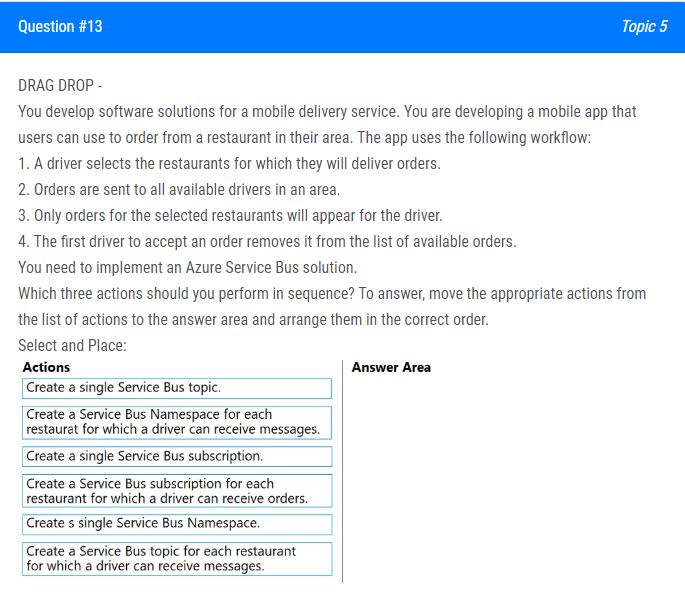 Question #13
Topic 5
DRAG DROP -
You develop software solutions for a mobile delivery service. You are developing a mobile app that
users can use to order from a restaurant in their area. The app uses the following workflow:
1. A driver selects the restaurants for which they will deliver orders.
2. Orders are sent to all available drivers in an area.
3. Only orders for the selected restaurants will appear for the driver.
4. The first driver to accept an order removes it from the list of available orders.
You need to implement an Azure Service Bus solution.
Which three actions should you perform in sequence? To answer, move the appropriate actions from
the list of actions to the answer area and arrange them in the correct order.
Select and Place:
Actions
Create a single Service Bus topic.
Create a Service Bus Namespace for each
restaurat for which a driver can receive messages.
Create a single Service Bus subscription.
Create a Service Bus subscription for each
restaurant for which a driver can receive orders.
Create s single Service Bus Namespace.
Create a Service Bus topic for each restaurant
for which a driver can receive messages.
Answer Area